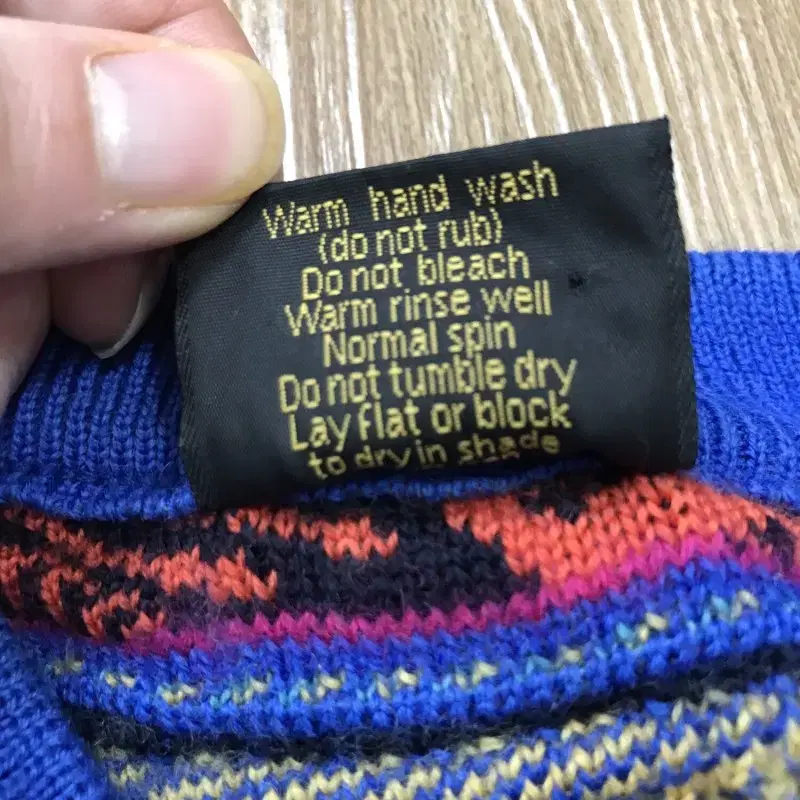 Warm hand wash
(do not rub)
Do not bleach
Warm rinse well
Normal spin
Do not tumble dry
Lay flat or block
to dry in shade